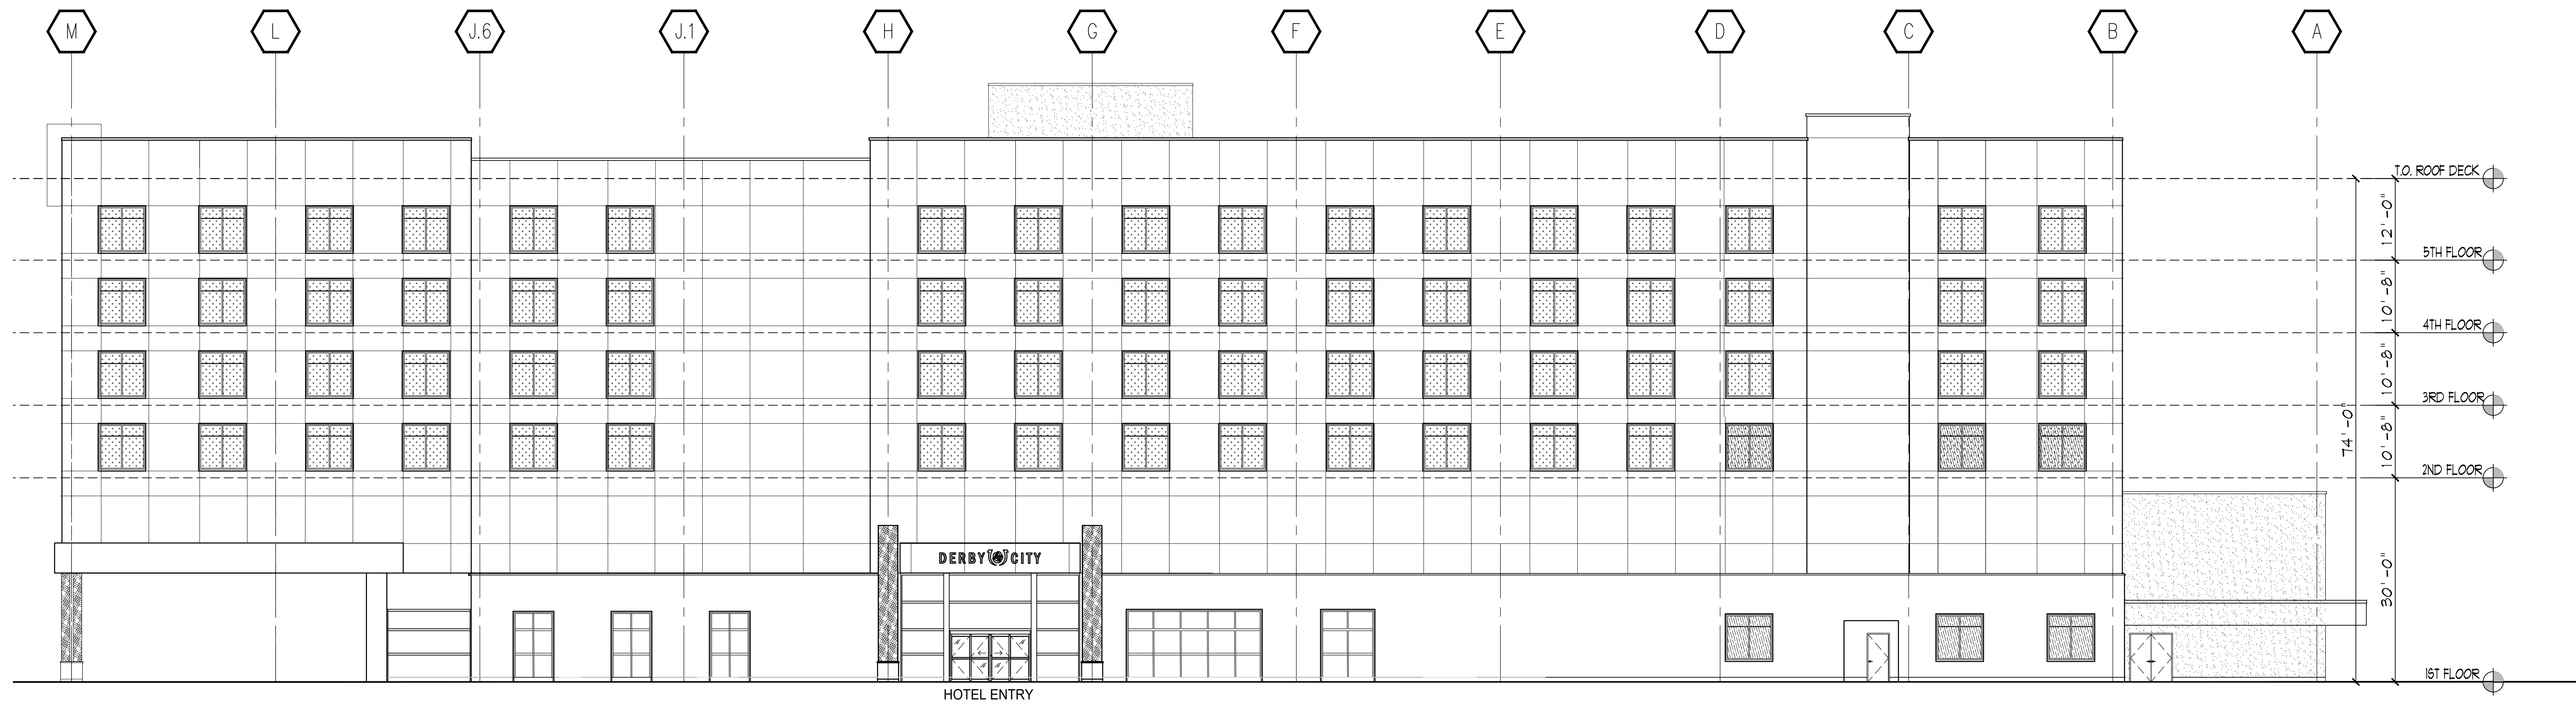 M L J.6 J.1 H G F E D C B A
T.O. ROOF DECK
12'-0"
5TH FLOOR
10'-8"
4TH FLOOR
10'-8"
3RD FLOOR
74'-0"
10'-8"
2ND FLOOR
DERBY CITY
30'-0"
1ST FLOOR
HOTEL ENTRY